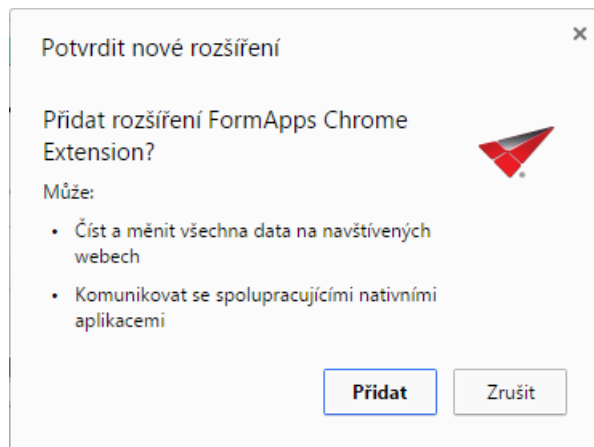 Potvrdit nové rozšíření
Přidat rozšíření FormApps Chrome
Extension?
Může:
• Číst a měnit všechna data na navštívených
webech
• Komunikovat se spolupracujícími nativními
aplikacemi
Přidat
Zrušit